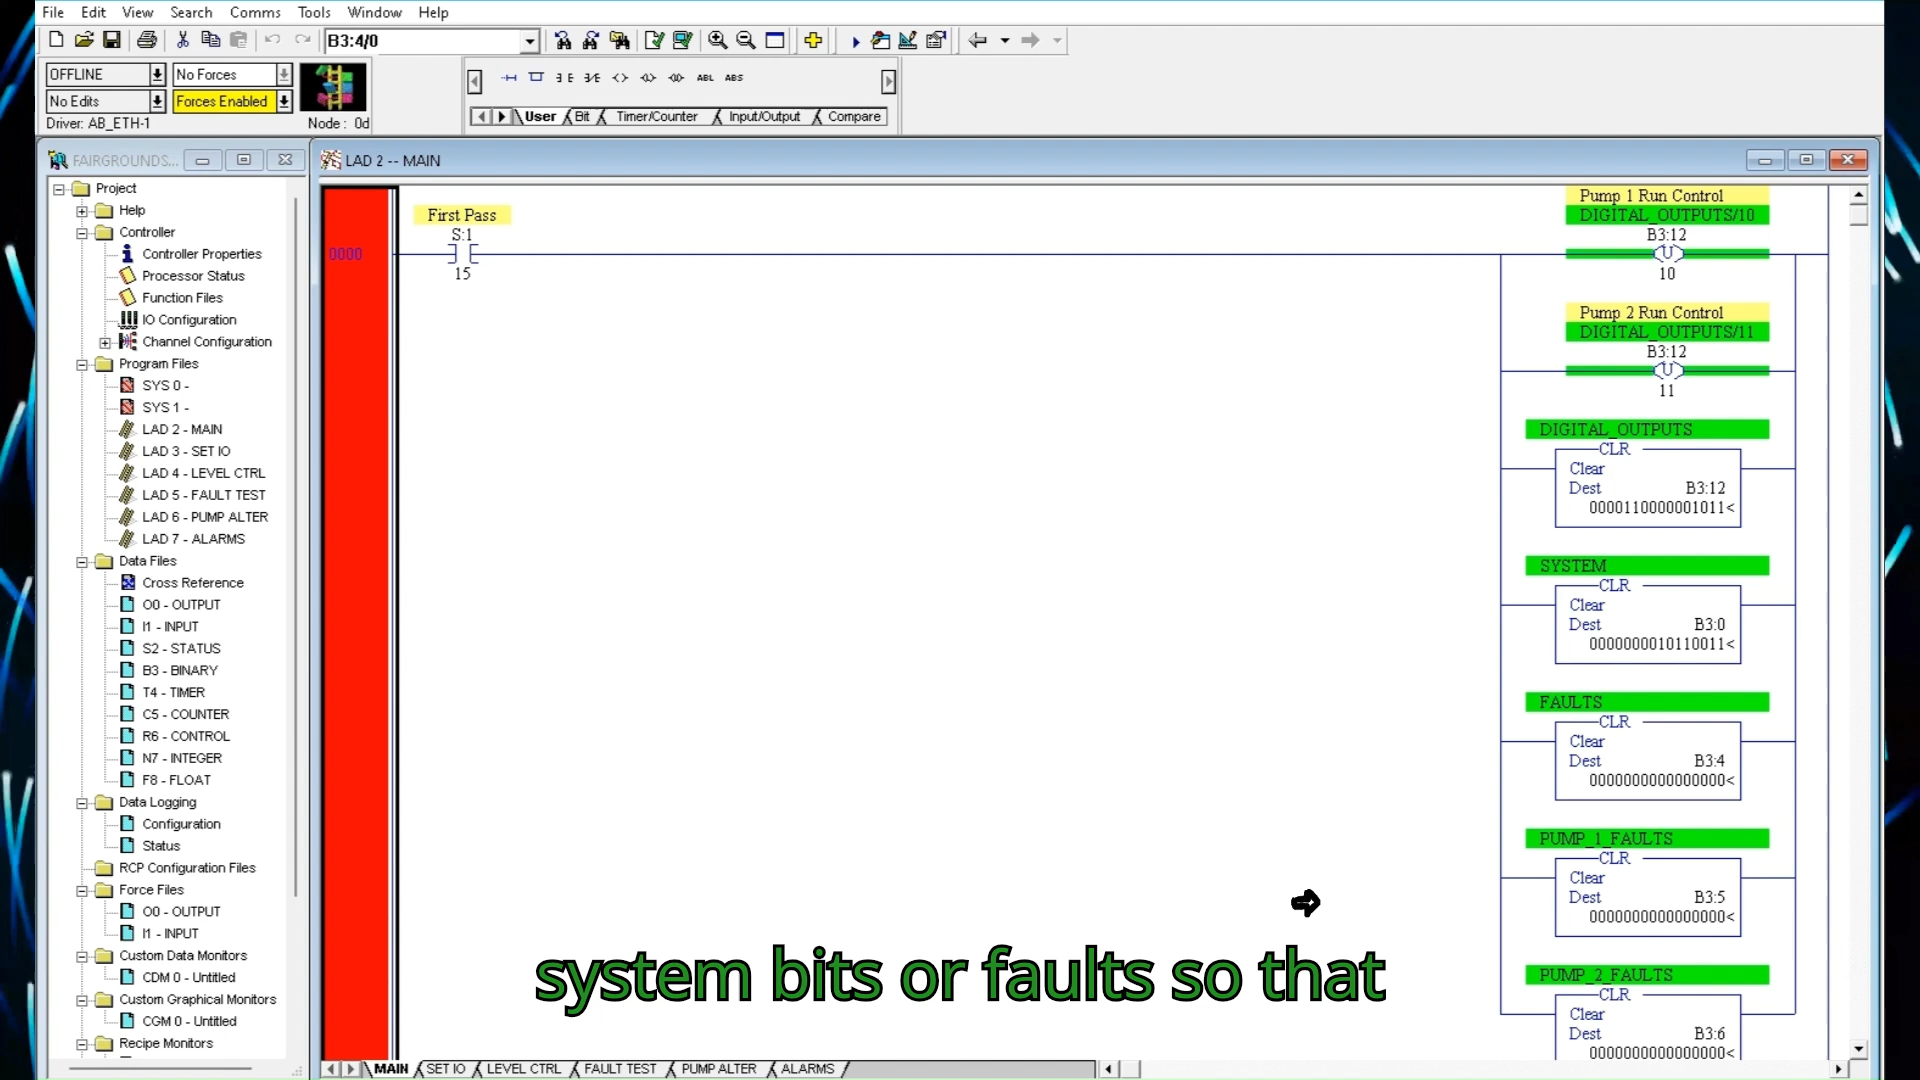 File Edit View Search Comms Tools Window Help
B3:4/0
OFFLINE No Forces
No Edits Forces Enabled
Driver: AB_ETH-1 Node : 0d
ABL ABS
User Bit Timer/Counter Input/Output Compare
FAIRGROUNDS...
Project
Help
Controller
Controller Properties
Processor Status
Function Files
IO Configuration
Channel Configuration
Program Files
SYS 0 -
SYS 1 -
LAD 2 - MAIN
LAD 3 - SET IO
LAD 4 - LEVEL CTRL
LAD 5 - FAULT TEST
LAD 6 - PUMP ALTER
LAD 7 - ALARMS
Data Files
Cross Reference
O0 - OUTPUT
I1 - INPUT
S2 - STATUS
B3 - BINARY
T4 - TIMER
C5 - COUNTER
R6 - CONTROL
N7 - INTEGER
F8 - FLOAT
Data Logging
Configuration
Status
RCP Configuration Files
Force Files
O0 - OUTPUT
I1 - INPUT
Custom Data Monitors
CDM 0 - Untitled
Custom Graphical Monitors
CGM 0 - Untitled
Recipe Monitors
LAD 2 -- MAIN
0000
First Pass
S:1
15
Pump 1 Run Control
DIGITAL_OUTPUTS/10
B3:12
U
10
Pump 2 Run Control
DIGITAL_OUTPUTS/11
B3:12
U
11
DIGITAL_OUTPUTS
CLR
Clear
Dest B3:12
0000110000001011<
SYSTEM
CLR
Clear
Dest B3:0
0000000010110011<
FAULTS
CLR
Clear
Dest B3:4
0000000000000000<
PUMP_1_FAULTS
CLR
Clear
Dest B3:5
0000000000000000<
PUMP_2_FAULTS
CLR
Clear
Dest B3:6
0000000000000000<
system bits or faults so that
MAIN SET IO LEVEL CTRL FAULT TEST PUMP ALTER ALARMS